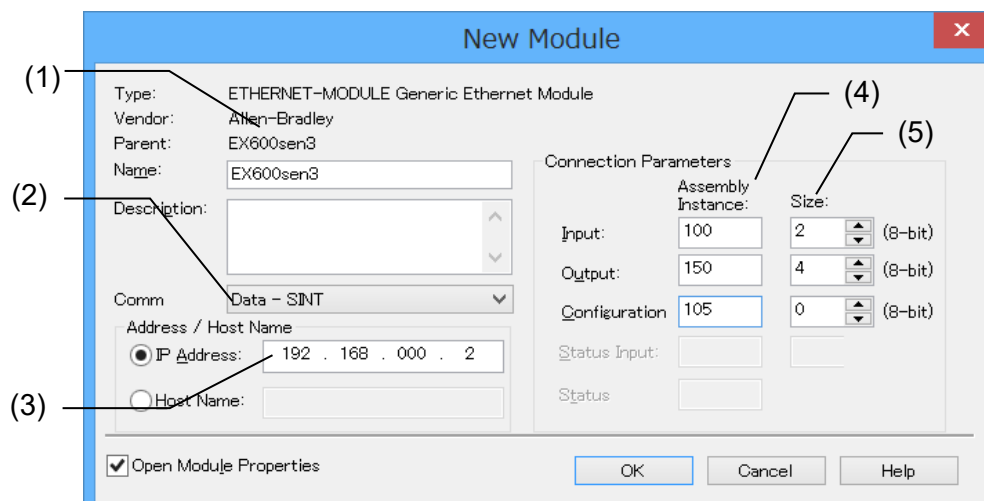 New Module
x
(1)
Type: ETHERNET-MODULE Generic Ethernet Module
Vendor: Allen-Bradley
Parent: EX600sen3
Name: EX600sen3
(2)
Description:
Comm Data - SINT
Address / Host Name
IP Address: 192 . 168 . 000 . 2
(3)
Host Name:
(4)
(5)
Connection Parameters
Assembly
Instance: Size:
Input: 100 2 (8-bit)
Output: 150 4 (8-bit)
Configuration 105 0 (8-bit)
Status Input:
Status
Open Module Properties
OK Cancel Help